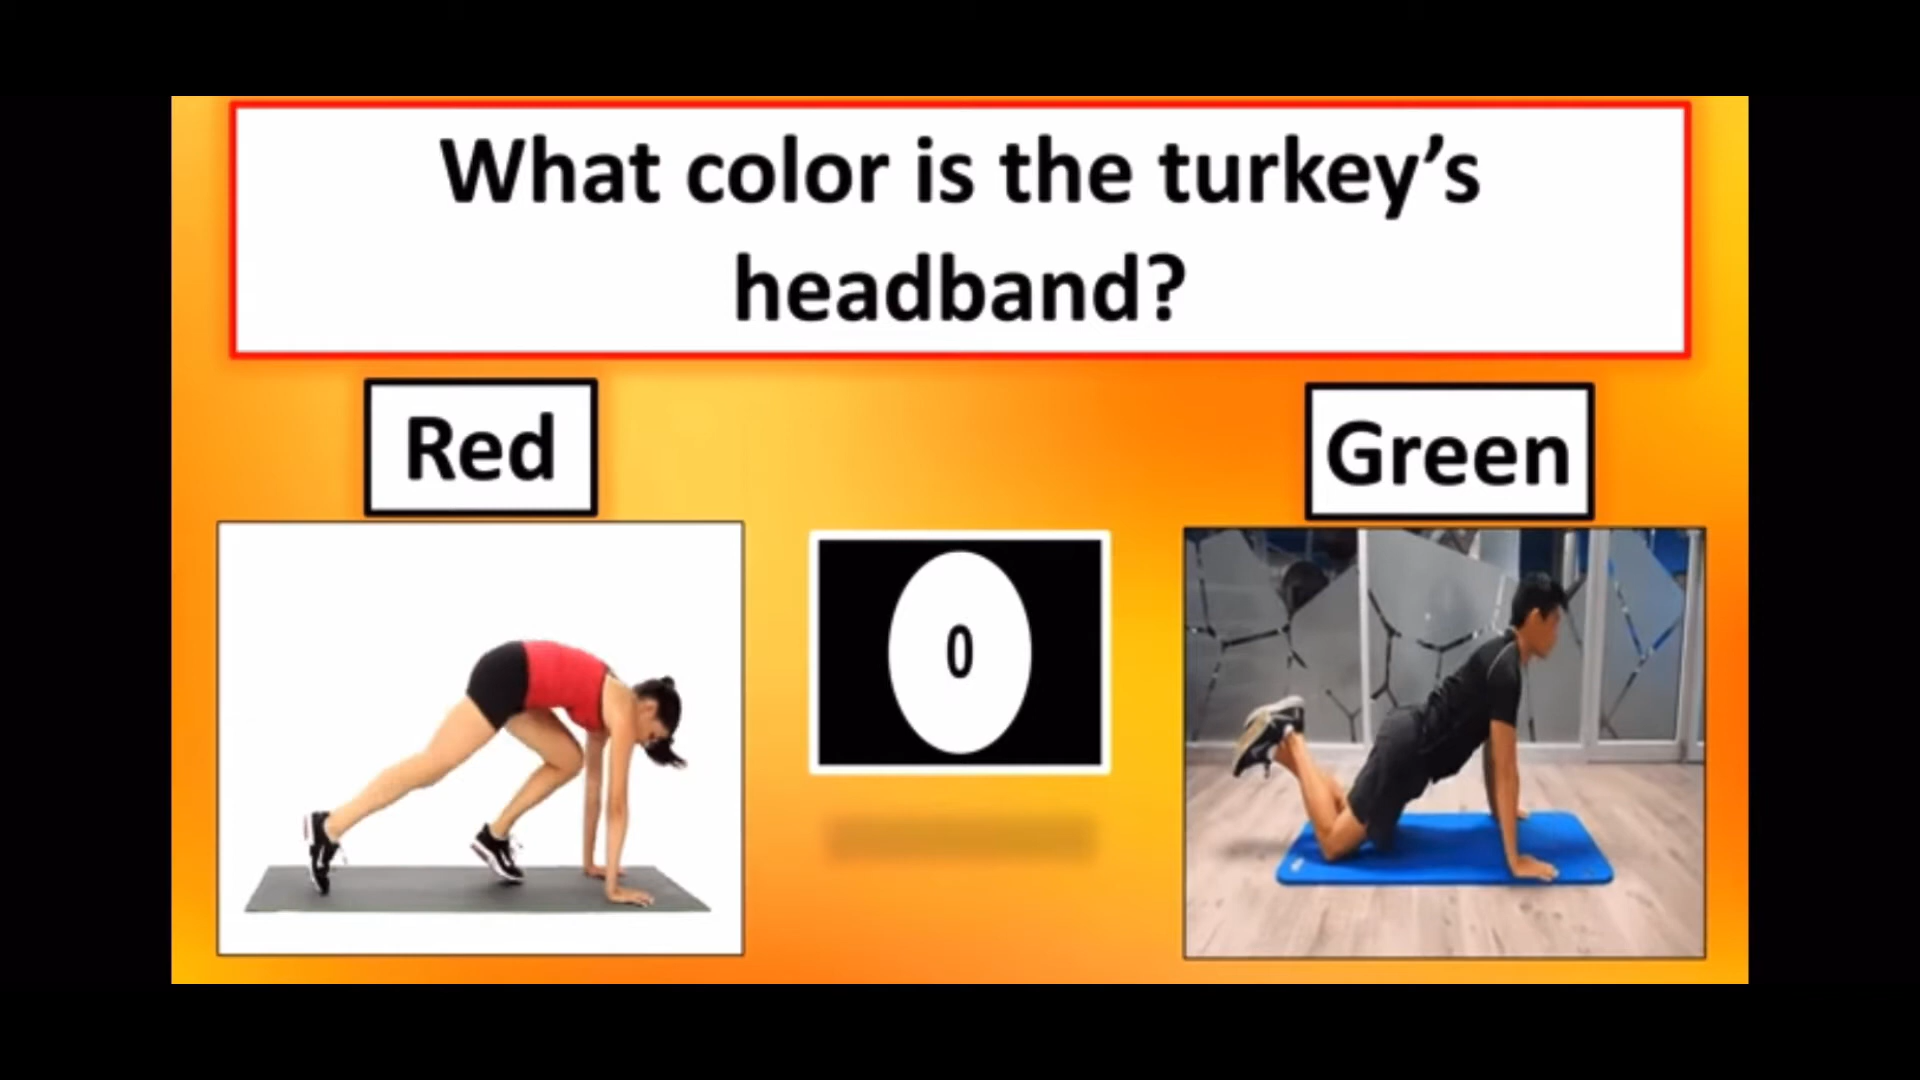 What color is the turkey’s
headband?
Red
Green
0